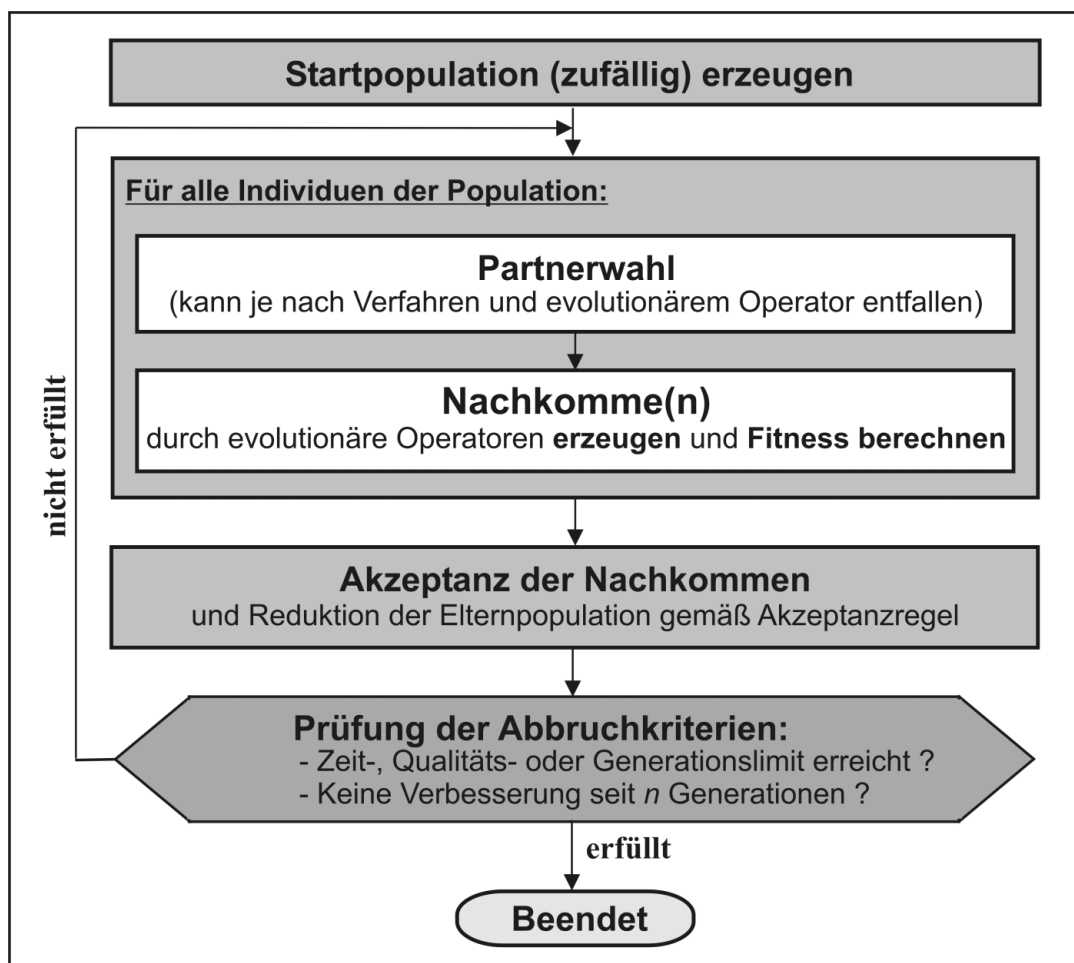 Startpopulation (zufällig) erzeugen
Für alle Individuen der Population:
Partnerwahl
(kann je nach Verfahren und evolutionärem Operator entfallen)
Nachkomme(n)
durch evolutionäre Operatoren erzeugen und Fitness berechnen
nicht erfüllt
Akzeptanz der Nachkommen
und Reduktion der Elternpopulation gemäß Akzeptanzregel
Prüfung der Abbruchkriterien:
- Zeit-, Qualitäts- oder Generationslimit erreicht ?
- Keine Verbesserung seit n Generationen ?
erfüllt
Beendet